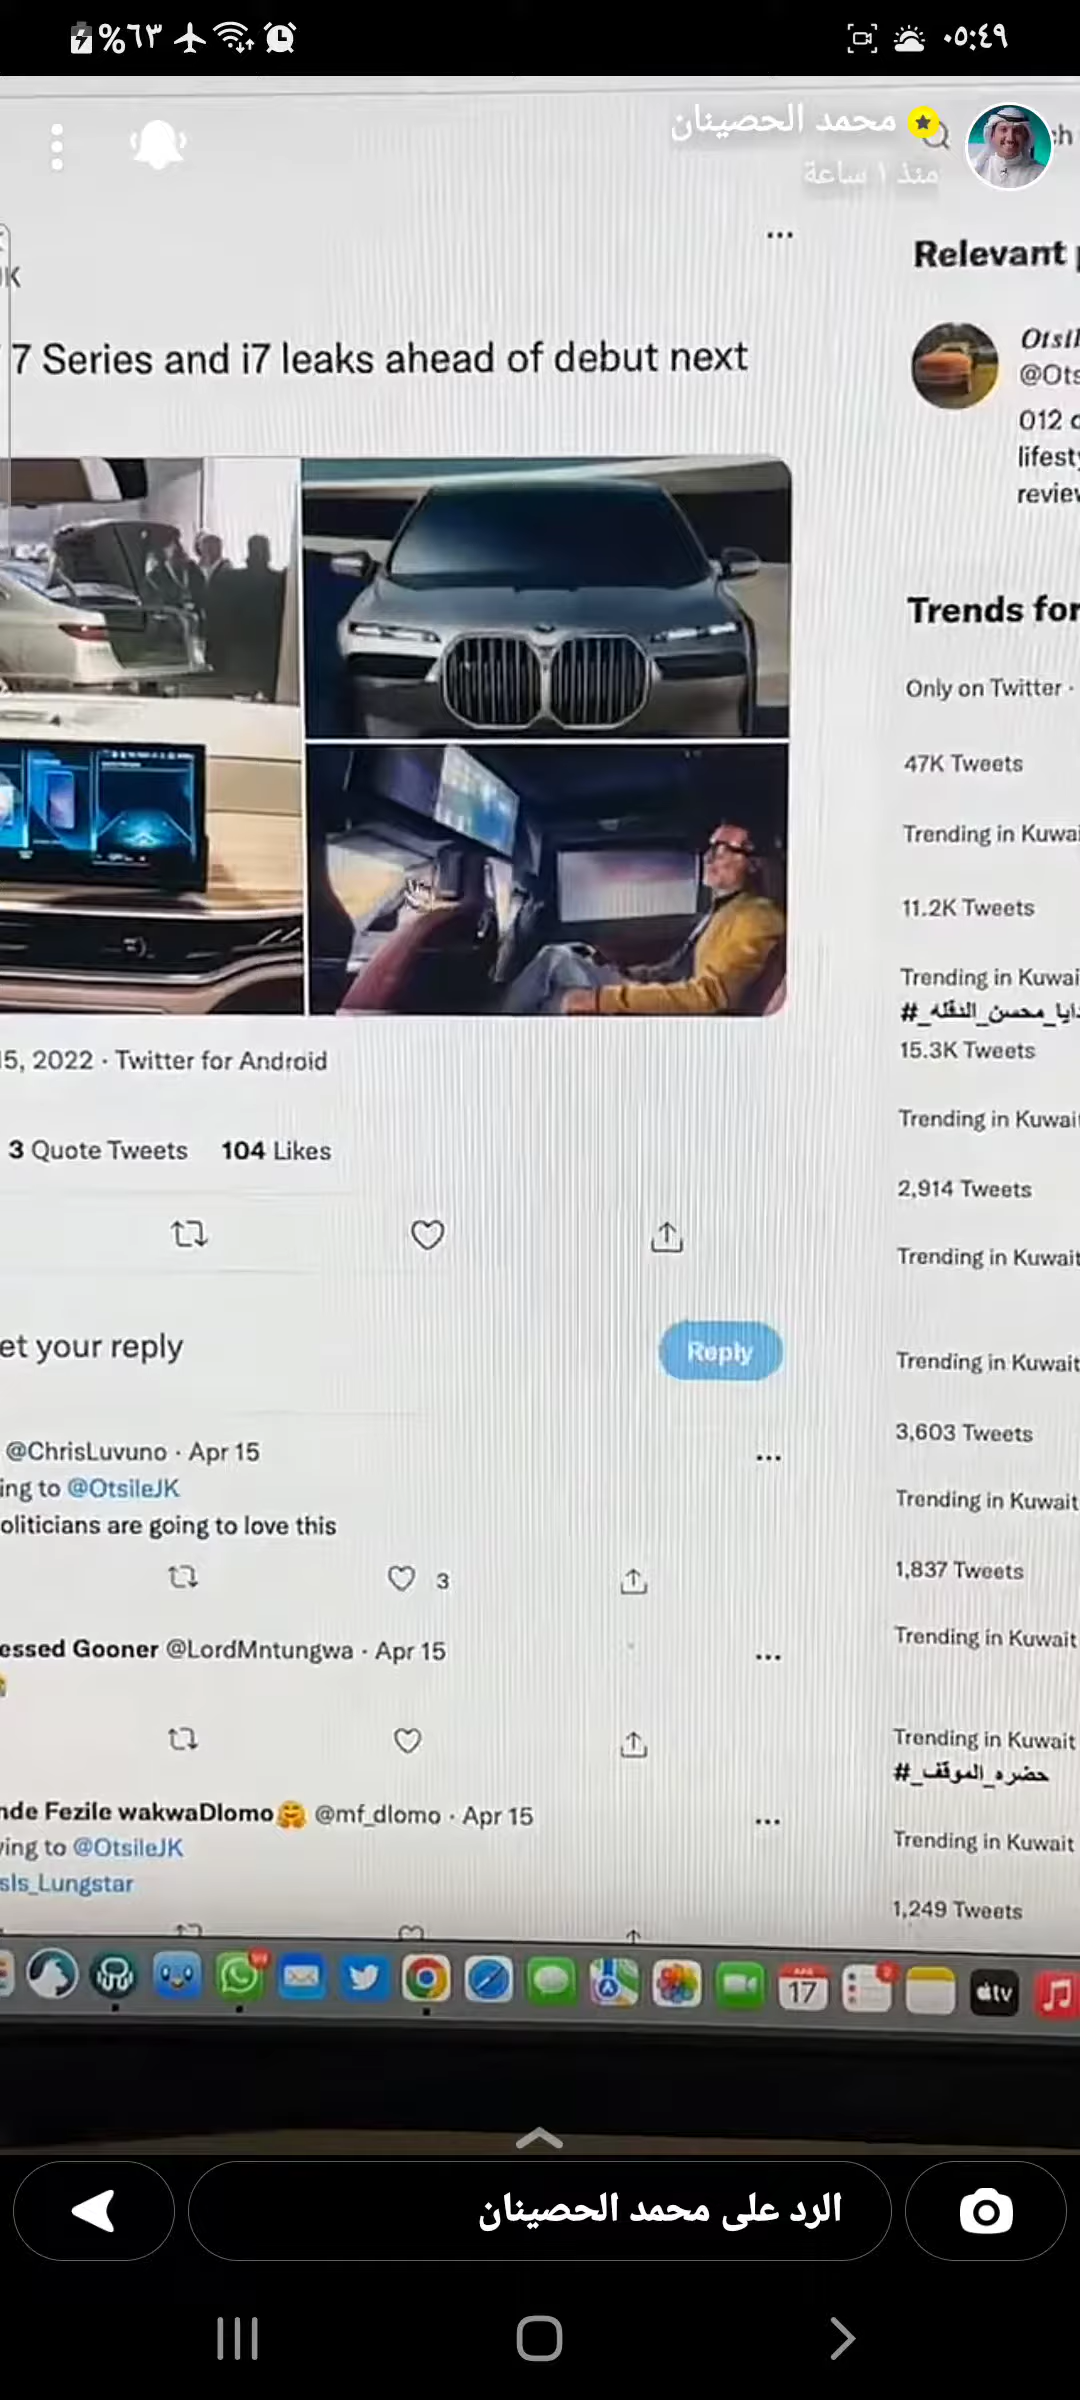 %٦٣
٠٥:٤٩
محمد الحصينان
منذ ١ ساعة
Relevant
7 Series and i7 leaks ahead of debut next
@Ots
012
review
Trends for
Only on Twitter ·
47K Tweets
Trending in
11.2K Tweets
Trending in
15.3K Tweets
15, 2022 · Twitter for Android
Trending in Kuwait
3 Quote Tweets 104 Likes
2,914 Tweets
Trending in Kuwait
et your reply
Reply
Trending in Kuwait
3,603 Tweets
@ChrisLuvuno · Apr 15
ing to @OtsileJK
oliticians are going to love this
3
Trending in Kuwait
1,837 Tweets
essed Gooner @LordMntungwa · Apr 15
Trending in Kuwait
Trending in Kuwait
#_حضره_الموقف
nde Fezile wakwaDlomo🤗 @mf_dlomo · Apr 15
ying to @OtsileJK
sls_Lungstar
Trending in Kuwait
1,249 Tweets
17
tv
الرد على محمد الحصينان